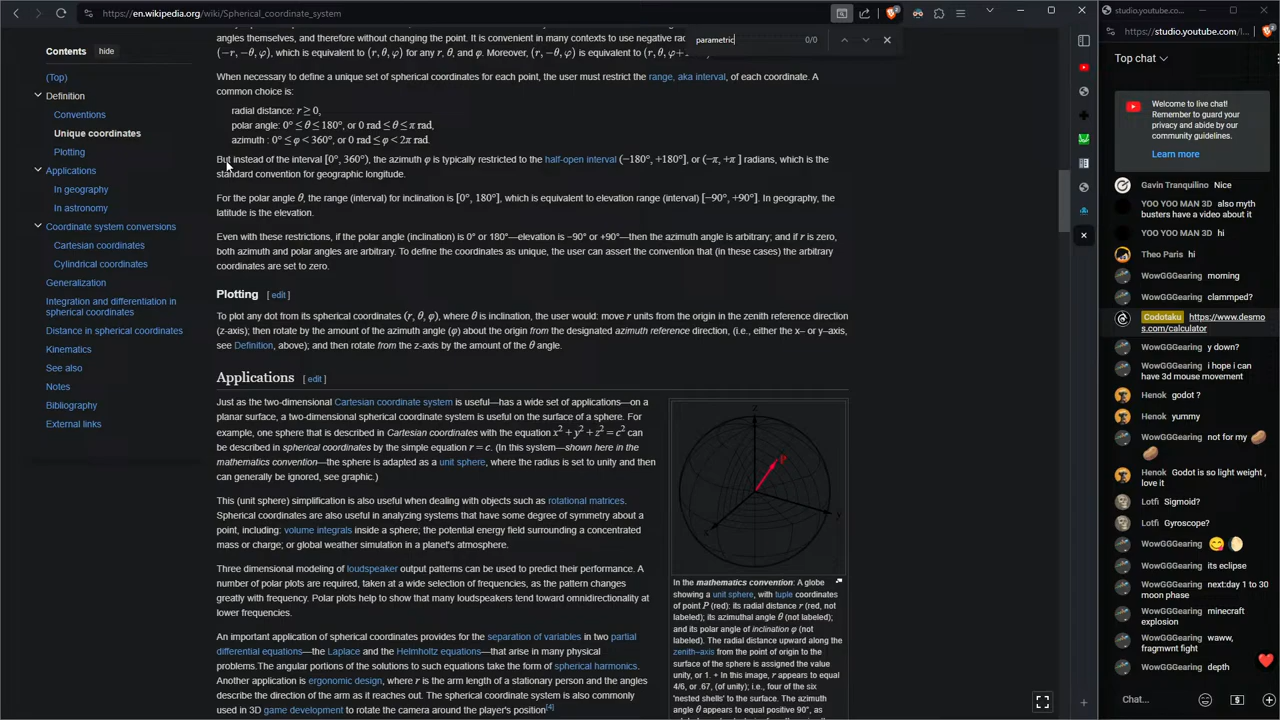 en.wikipedia.org/wiki/Spherical_coordinate_system
studio.youtube.com/l...
https://studio.youtube.com/l...
parametric
0/0
Contents
hide
(Top)
Definition
Conventions
Unique coordinates
Plotting
Applications
In geography
In astronomy
Coordinate system conversions
Cartesian coordinates
Cylindrical coordinates
Generalization
Integration and differentiation in
spherical coordinates
Distance in spherical coordinates
Kinematics
See also
Notes
Bibliography
External links
angles themselves, and therefore without changing the point. It is convenient in many contexts to use negative rad
(−r, −θ, φ), which is equivalent to (r, θ, φ) for any r, θ, and φ. Moreover, (r, −θ, φ) is equivalent to (r, θ, φ+
When necessary to define a unique set of spherical coordinates for each point, the user must restrict the range, aka interval, of each coordinate. A
common choice is:
radial distance: r ≥ 0,
polar angle: 0° ≤ θ ≤ 180°, or 0 rad ≤ θ ≤ π rad,
azimuth : 0° ≤ φ < 360°, or 0 rad ≤ φ < 2π rad.
But instead of the interval [0°, 360°), the azimuth φ is typically restricted to the half-open interval (−180°, +180°], or (−π, +π ] radians, which is the
standard convention for geographic longitude.
For the polar angle θ, the range (interval) for inclination is [0°, 180°], which is equivalent to elevation range (interval) [−90°, +90°]. In geography, the
latitude is the elevation.
Even with these restrictions, if the polar angle (inclination) is 0° or 180°—elevation is −90° or +90°—then the azimuth angle is arbitrary; and if r is zero,
both azimuth and polar angles are arbitrary. To define the coordinates as unique, the user can assert the convention that (in these cases) the arbitrary
coordinates are set to zero.
Plotting [ edit ]
To plot any dot from its spherical coordinates (r, θ, φ), where θ is inclination, the user would: move r units from the origin in the zenith reference direction
(z-axis); then rotate by the amount of the azimuth angle (φ) about the origin from the designated azimuth reference direction, (i.e., either the x– or y–axis,
see Definition, above); and then rotate from the z-axis by the amount of the θ angle.
Applications [ edit ]
Just as the two-dimensional Cartesian coordinate system is useful—has a wide set of applications—on a
planar surface, a two-dimensional spherical coordinate system is useful on the surface of a sphere. For
example, one sphere that is described in Cartesian coordinates with the equation x² + y² + z² = c² can
be described in spherical coordinates by the simple equation r = c. (In this system—shown here in the
mathematics convention—the sphere is adapted as a unit sphere, where the radius is set to unity and then
can generally be ignored, see graphic.)
This (unit sphere) simplification is also useful when dealing with objects such as rotational matrices.
Spherical coordinates are also useful in analyzing systems that have some degree of symmetry about a
point, including: volume integrals inside a sphere; the potential energy field surrounding a concentrated
mass or charge; or global weather simulation in a planet's atmosphere.
Three dimensional modeling of loudspeaker output patterns can be used to predict their performance. A
number of polar plots are required, taken at a wide selection of frequencies, as the pattern changes
greatly with frequency. Polar plots help to show that many loudspeakers tend toward omnidirectionality at
lower frequencies.
An important application of spherical coordinates provides for the separation of variables in two partial
differential equations—the Laplace and the Helmholtz equations—that arise in many physical
problems.The angular portions of the solutions to such equations take the form of spherical harmonics.
Another application is ergonomic design, where r is the arm length of a stationary person and the angles
describe the direction of the arm as it reaches out. The spherical coordinate system is also commonly
used in 3D game development to rotate the camera around the player's position[4]
z
P
y
x
In the mathematics convention: A globe
showing a unit sphere, with tuple coordinates
of point P (red): its radial distance r (red, not
labeled); its azimuthal angle θ (not labeled);
and its polar angle of inclination φ (not
labeled). The radial distance upward along the
zenith–axis from the point of origin to the
surface of the sphere is assigned the value
unity, or 1. + In this image, r appears to equal
4/6, or .67, (of unity); i.e., four of the six
'nested shells' to the surface. The azimuth
angle θ appears to equal positive 90°, as
Top chat
Welcome to live chat!
Remember to guard your
privacy and abide by our
community guidelines.
Learn more
Gavin Tranquilino Nice
YOO YOO MAN 3D also myth
busters have a video about it
YOO YOO MAN 3D hi
Theo Paris hi
WowGGGearing morning
WowGGGearing clammped?
Codotaku https://www.desmo
s.com/calculator
WowGGGearing y down?
WowGGGearing i hope i can
have 3d mouse movement
Henok godot ?
Henok yummy
WowGGGearing not for my 🥔
🥔
Henok Godot is so light weight ,
love it
Lotfi Sigmoid?
Lotfi Gyroscope?
WowGGGearing 😋🌔
WowGGGearing its eclipse
WowGGGearing next:day 1 to 30
moon phase
WowGGGearing minecraft
explosion
WowGGGearing waww,
fragmwnt fight
WowGGGearing depth
Chat...